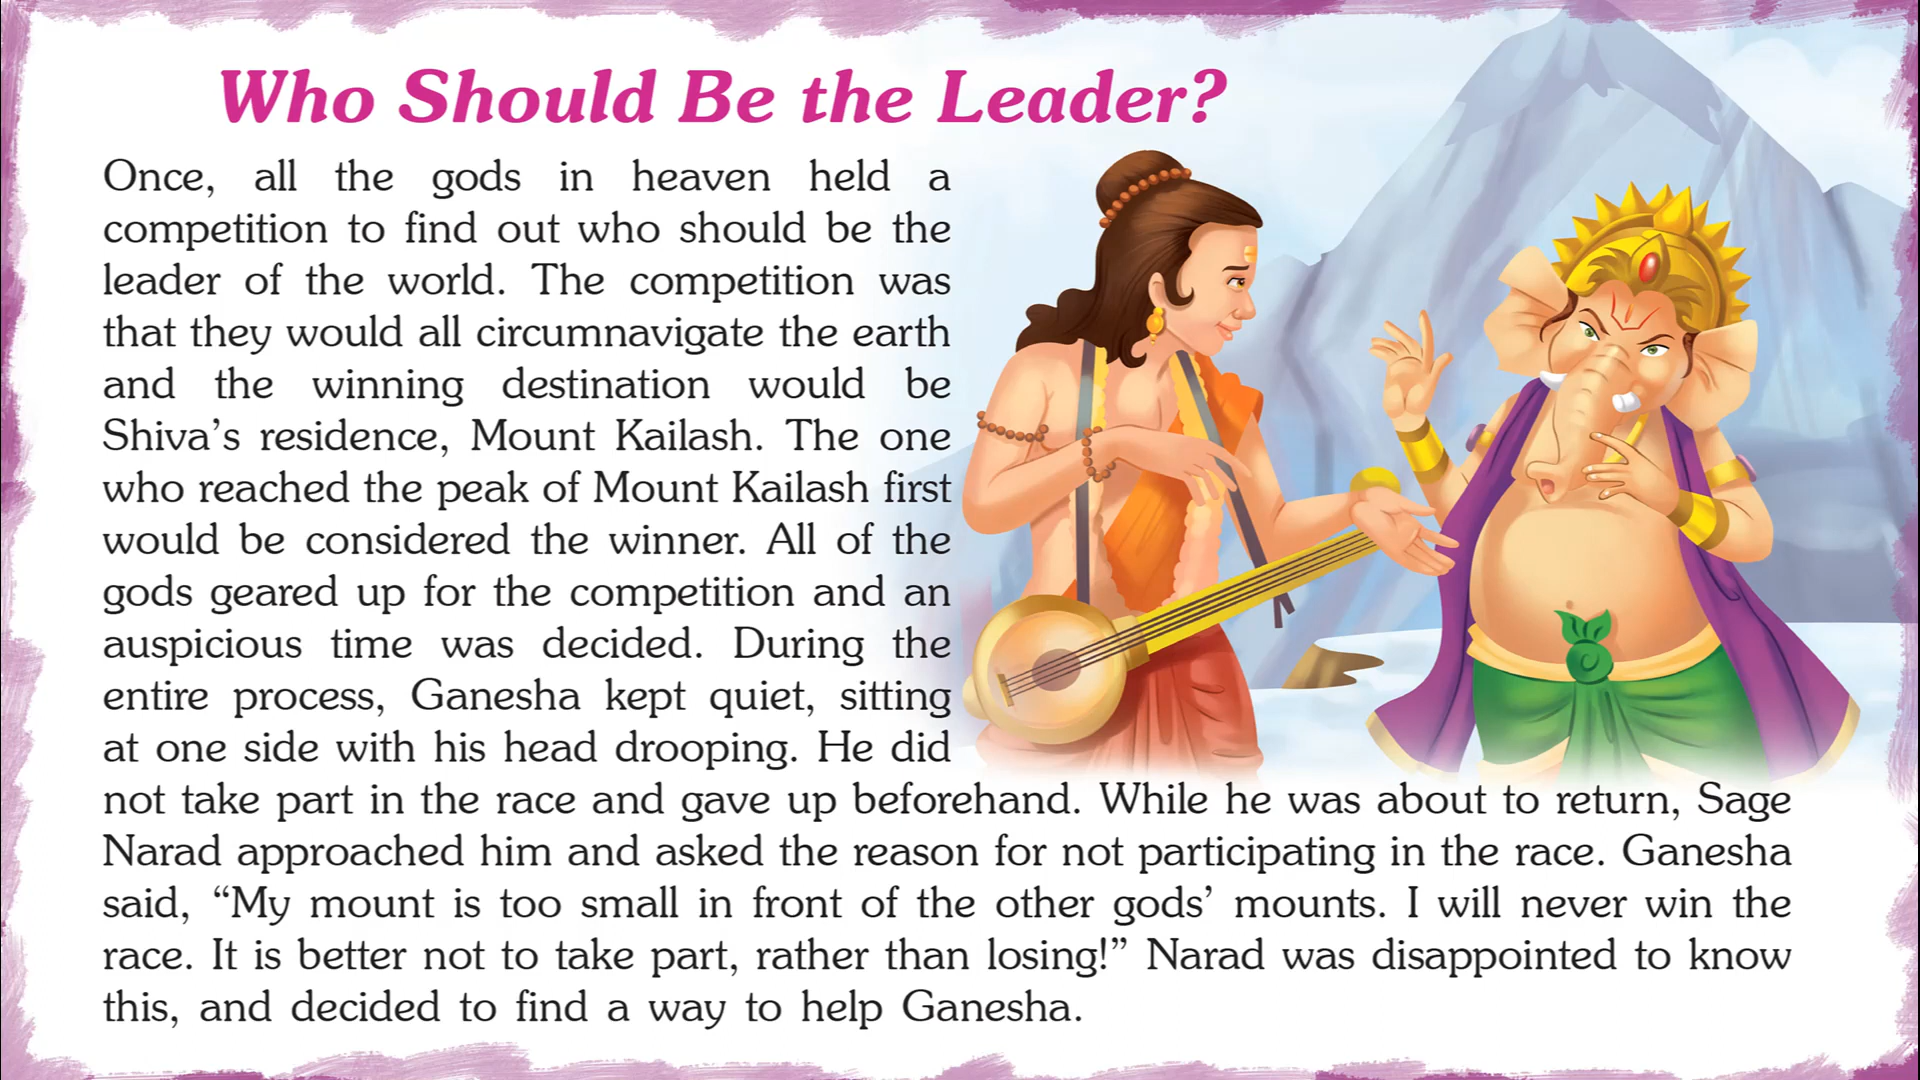 Who Should Be the Leader?
Once, all the gods in heaven held a
competition to find out who should be the
leader of the world. The competition was
that they would all circumnavigate the earth
and the winning destination would be
Shiva’s residence, Mount Kailash. The one
who reached the peak of Mount Kailash first
would be considered the winner. All of the
gods geared up for the competition and an
auspicious time was decided. During the
entire process, Ganesha kept quiet, sitting
at one side with his head drooping. He did
not take part in the race and gave up beforehand. While he was about to return, Sage
Narad approached him and asked the reason for not participating in the race. Ganesha
said, “My mount is too small in front of the other gods’ mounts. I will never win the
race. It is better not to take part, rather than losing!” Narad was disappointed to know
this, and decided to find a way to help Ganesha.